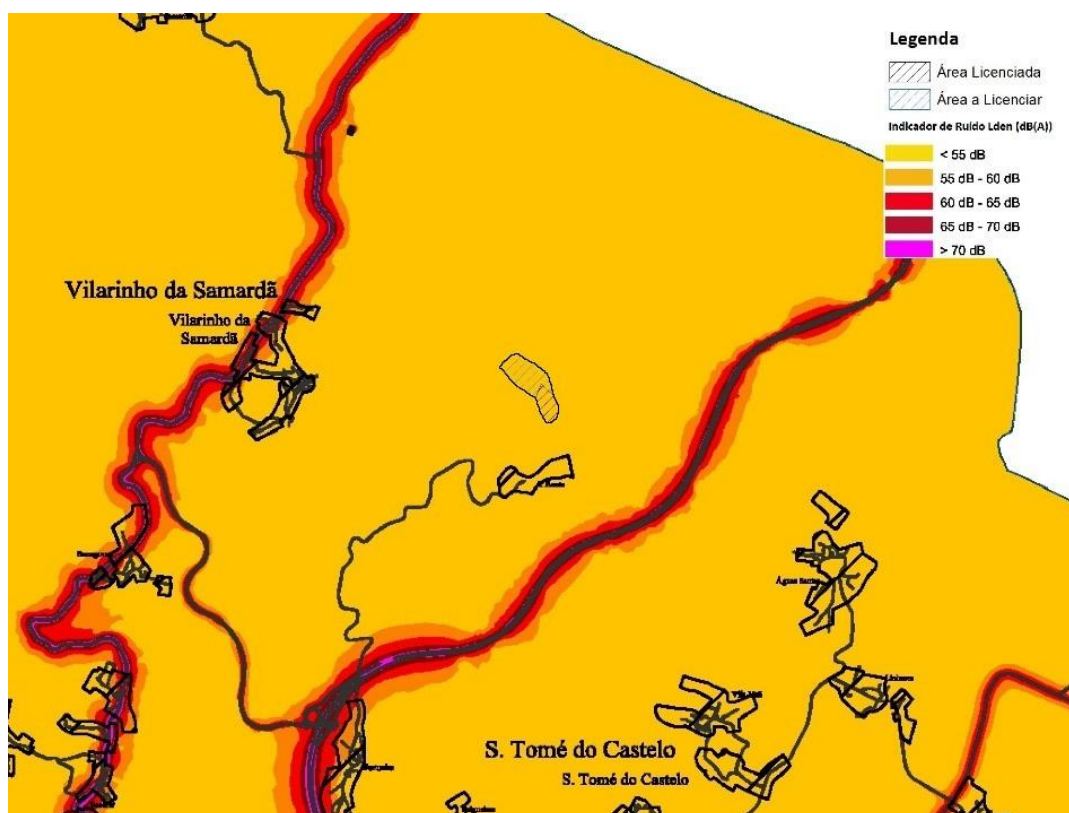 Legenda
Área Licenciada
Área a Licenciar
Indicador de Ruído Lden (dB(A))
< 55 dB
55 dB - 60 dB
60 dB - 65 dB
65 dB - 70 dB
> 70 dB
Vilarinho da Samardã
Vilarinho da
Samardã
Águas Santas
S. Tomé do Castelo
S. Tomé do Castelo